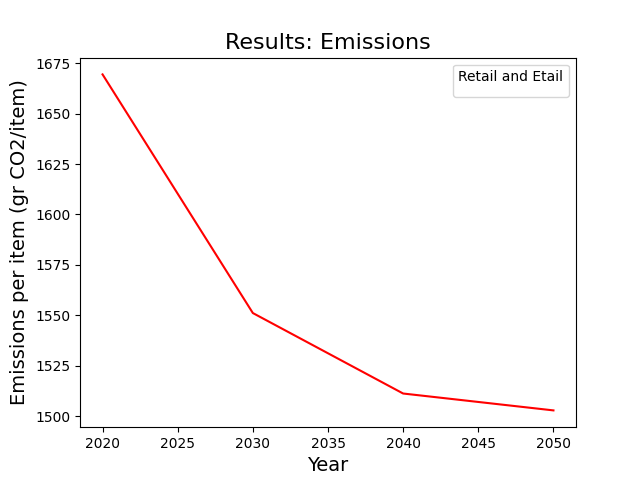 Results: Emissions
Retail and Etail
Emissions per item (gr CO2/item)
1675
1650
1625
1600
1575
1550
1525
1500
2020 2025 2030 2035 2040 2045 2050
Year